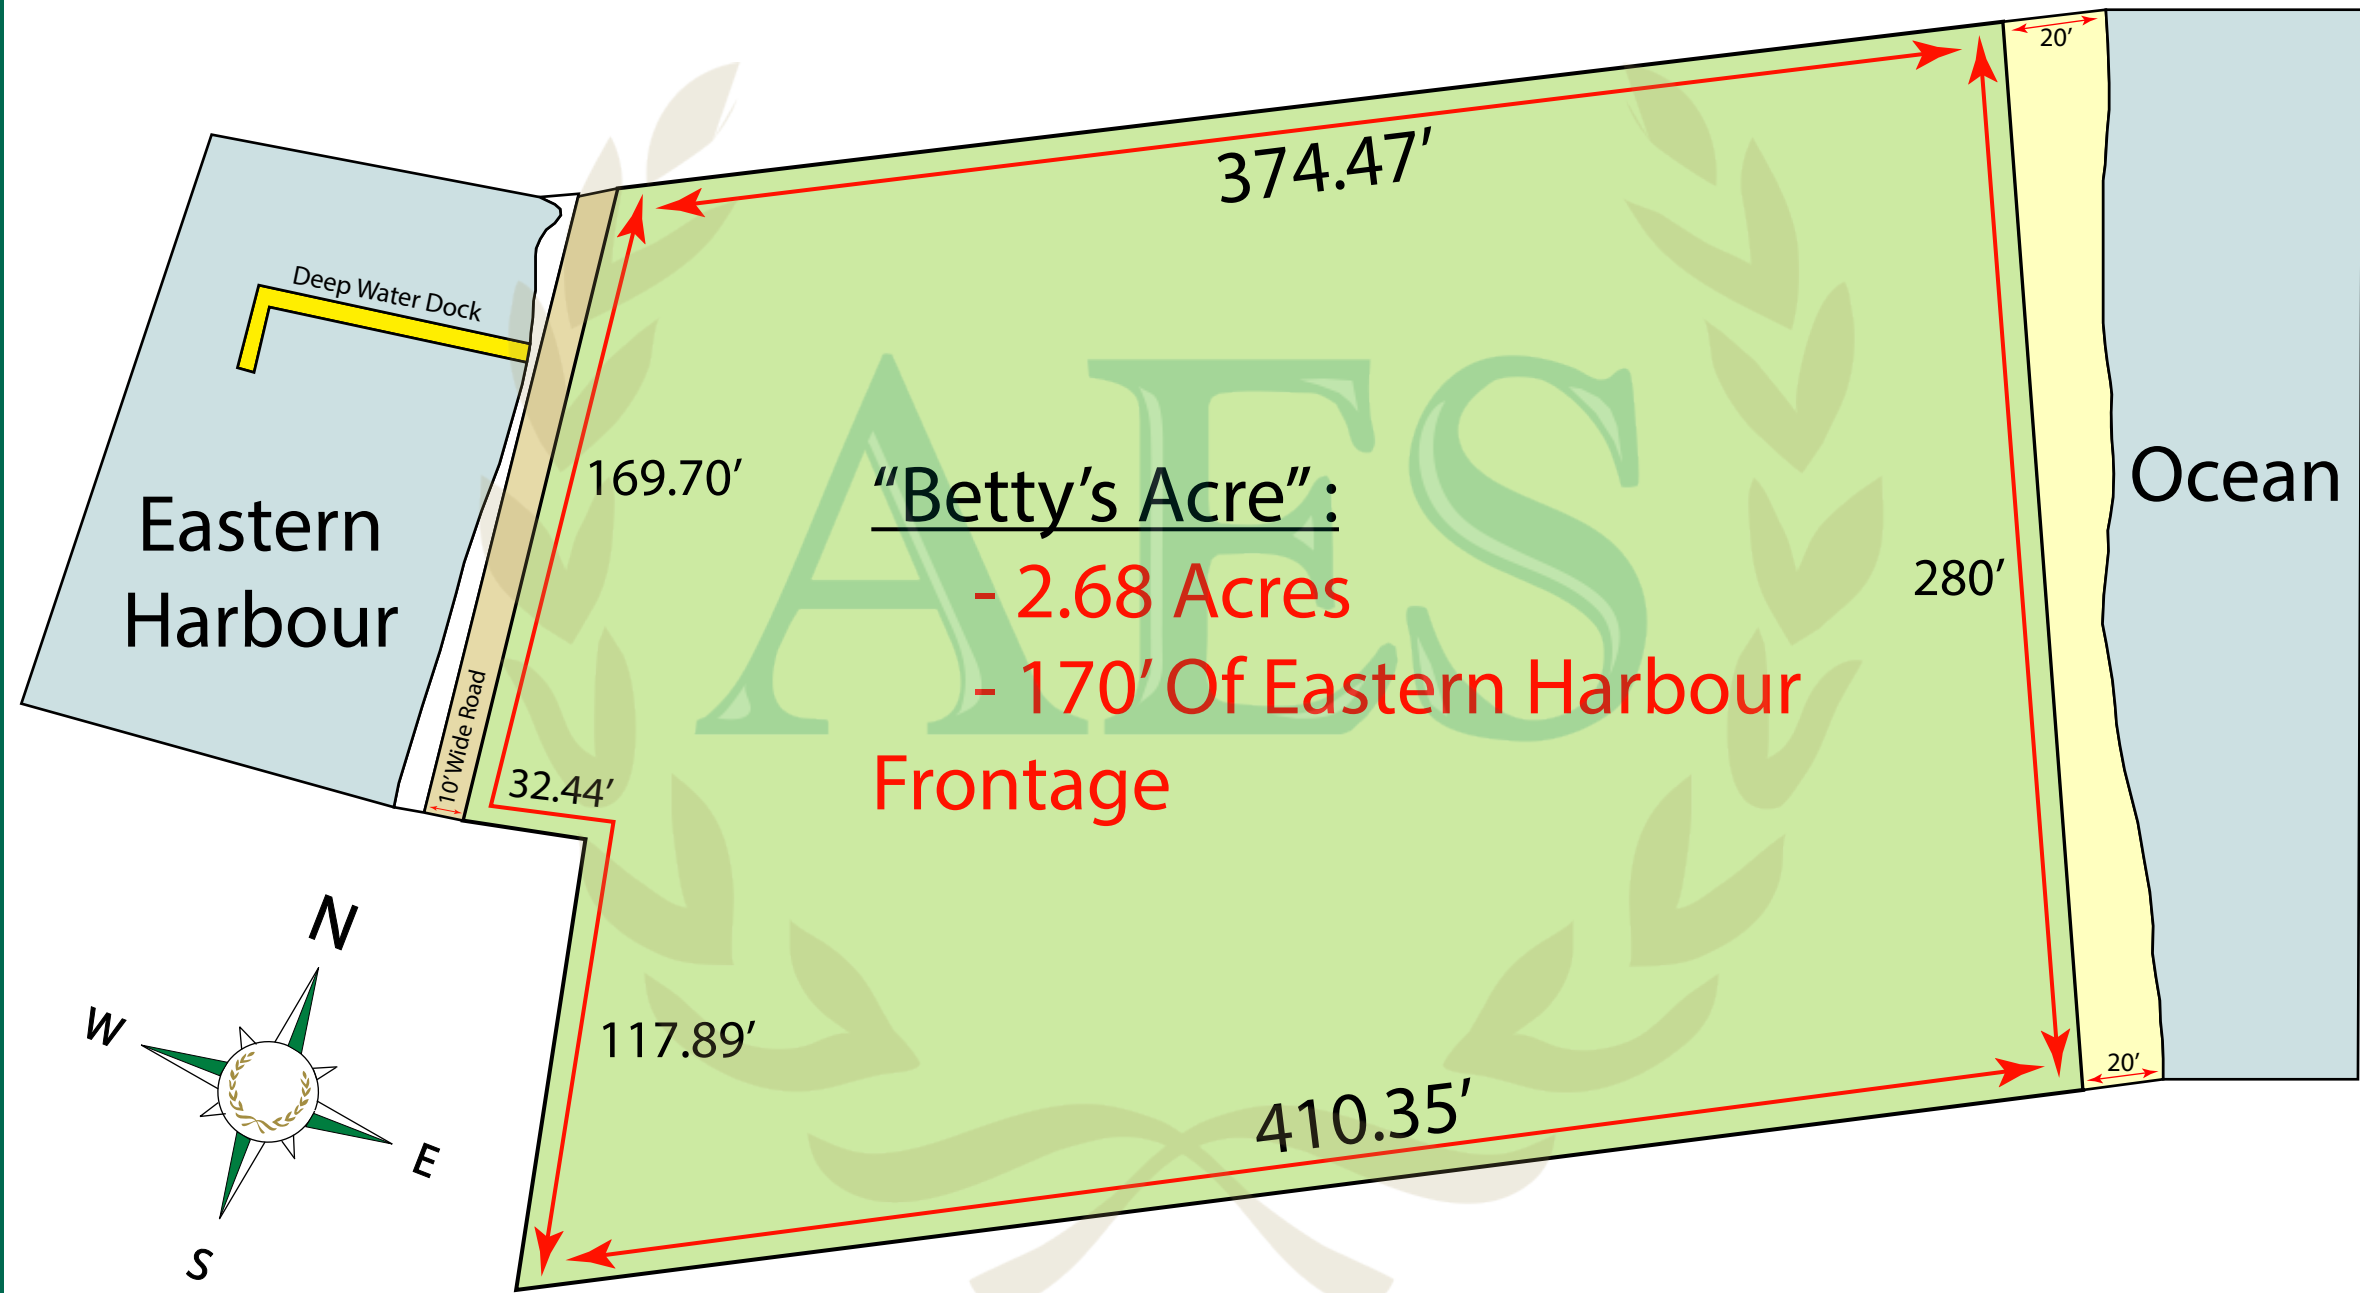 20′
374.47′
Deep Water Dock
169.70′
“Betty’s Acre” :
Ocean
Eastern
Harbour
- 2.68 Acres
280′
- 170′ Of Eastern Harbour
Frontage
10′ Wide Road
32.44′
AES
N
W
E
S
117.89′
410.35′
20′